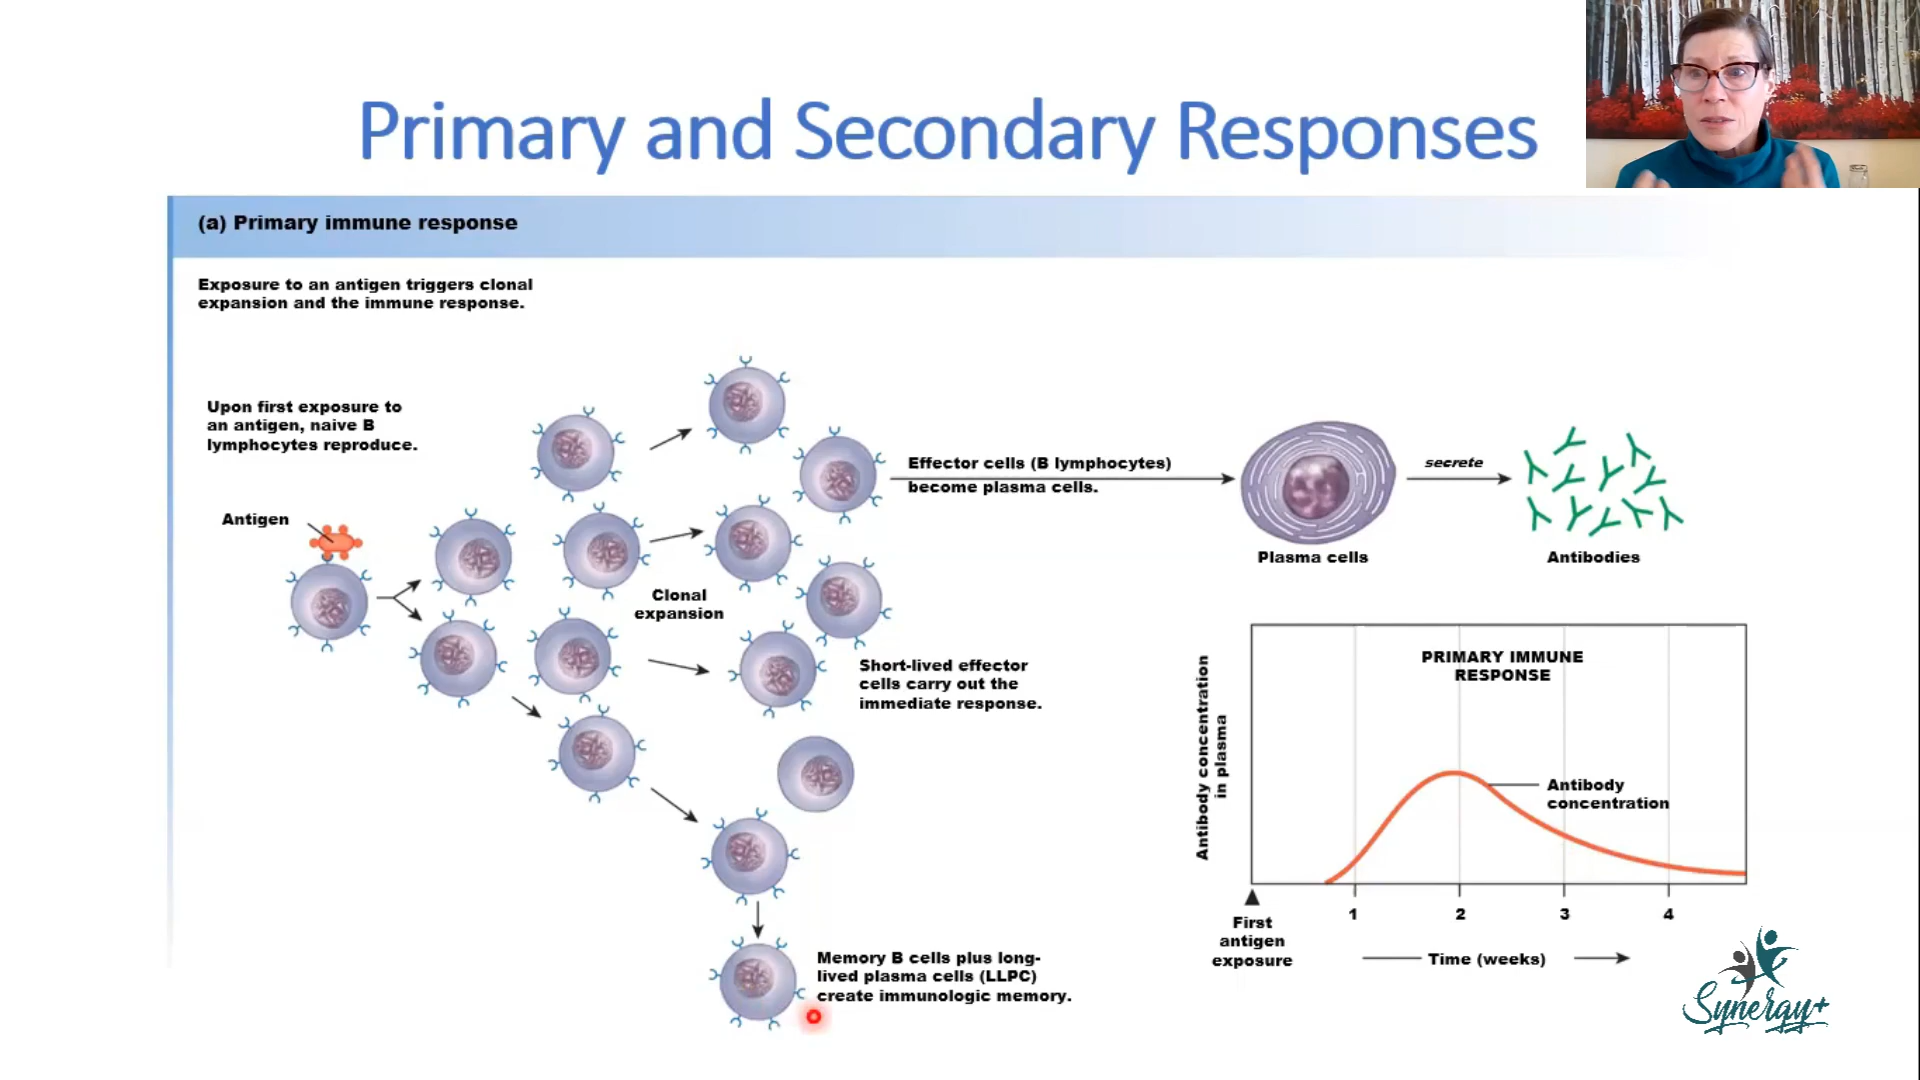 Primary and Secondary Responses
(a) Primary immune response
Exposure to an antigen triggers clonal
expansion and the immune response.
Upon first exposure to
an antigen, naive B
lymphocytes reproduce.
Antigen
Clonal
expansion
Effector cells (B lymphocytes)
become plasma cells.
secrete
Plasma cells
Antibodies
Short-lived effector
cells carry out the
immediate response.
Memory B cells plus long-
lived plasma cells (LLPC)
create immunologic memory.
PRIMARY IMMUNE
RESPONSE
Antibody concentration
in plasma
Antibody
concentration
1 2 3 4
First
antigen
exposure
Time (weeks)
Synergy+